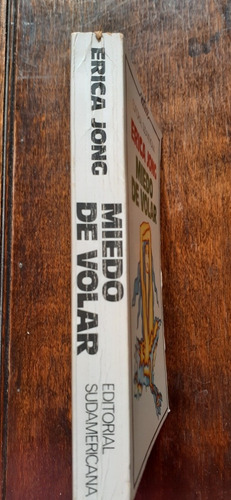 ERICA JONG
MIEDO
DE VOLAR
EDITORIAL
SUDAMERICANA
ERICA JONG
MIEDO
DE VOLAR